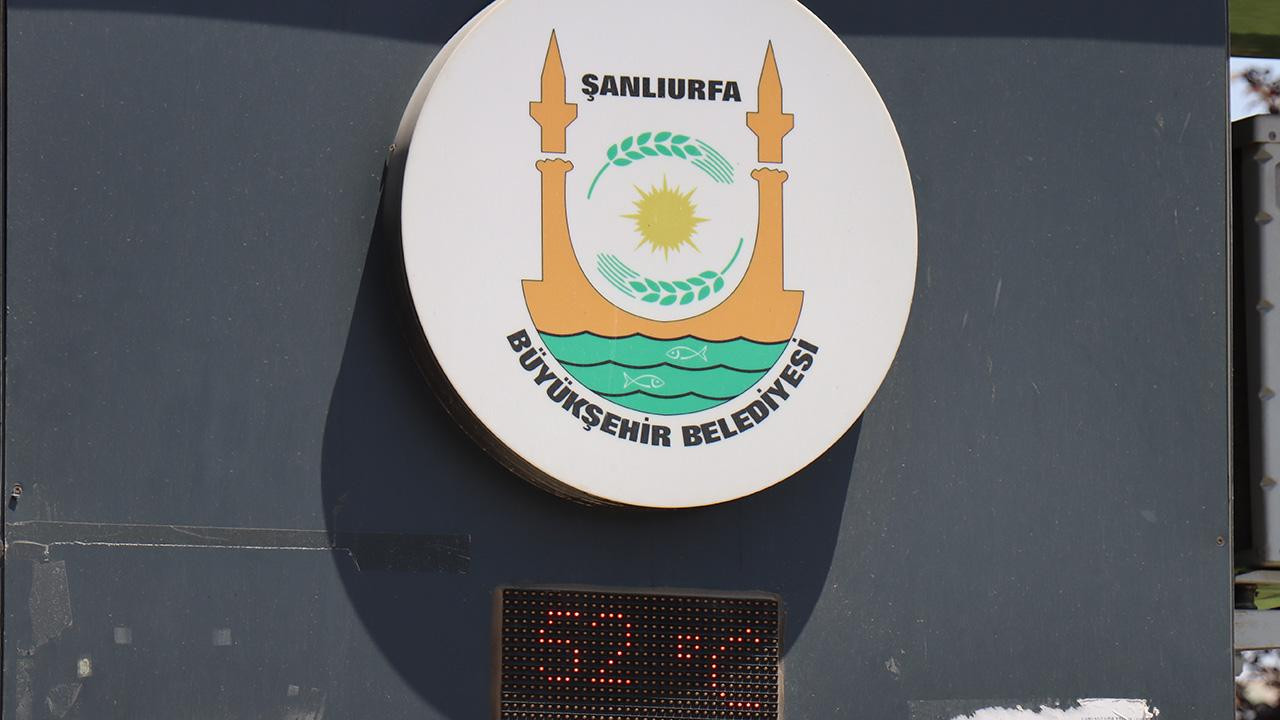 ŞANLIURFA
BÜYÜKŞEHİR BELEDİYESİ
52 °C